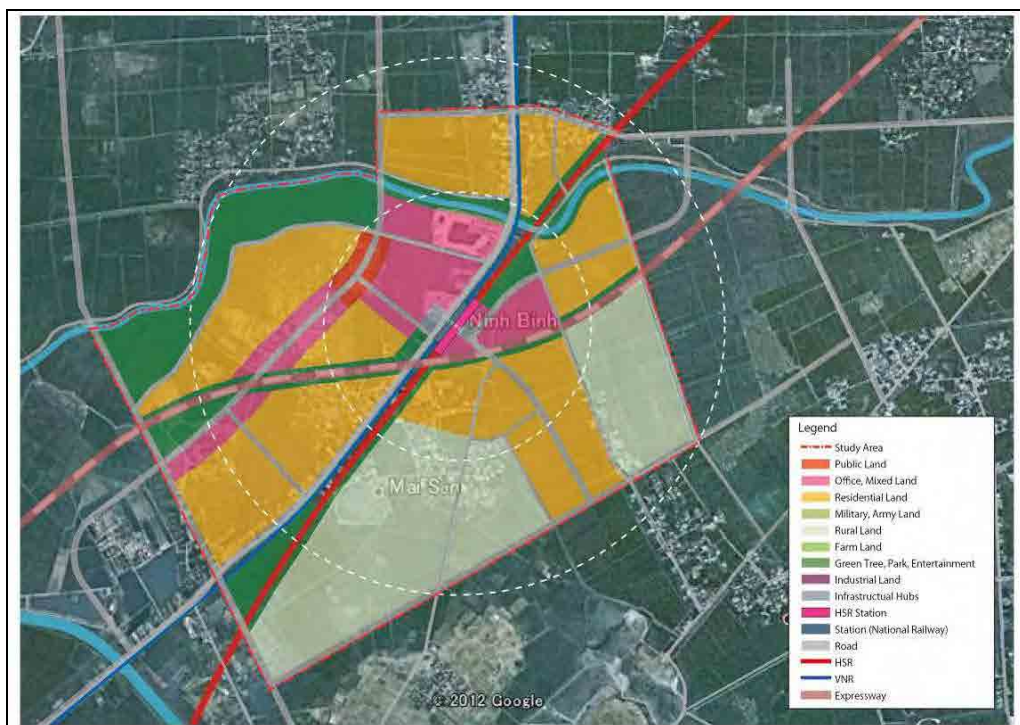 Ninh Binh
Mai Son
© 2012 Google
Legend
Study Area
Public Land
Office, Mixed Land
Residential Land
Military, Army Land
Rural Land
Farm Land
Green Tree, Park, Entertainment
Industrial Land
Infrastructual Hubs
HSR Station
Station (National Railway)
Road
HSR
VNR
Expressway